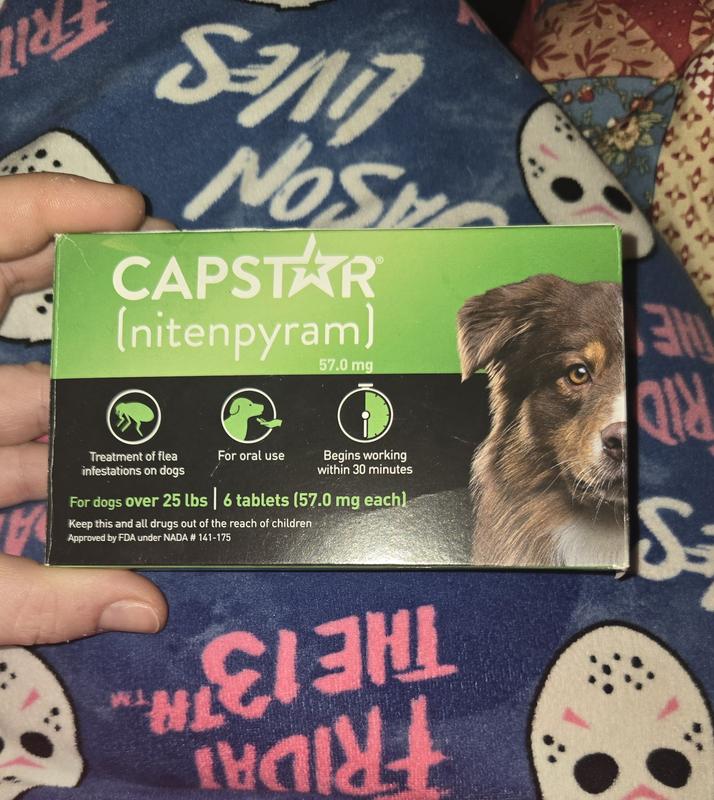 FRIDAY
JASON
LIVES
CAPSTAR®
(nitenpyram)
57.0 mg
Treatment of flea
infestations on dogs
For oral use
Begins working
within 30 minutes
For dogs over 25 lbs | 6 tablets (57.0 mg each)
Keep this and all drugs out of the reach of children
Approved by FDA under NADA # 141-175
THE
FRIDAY
THE 13TH™